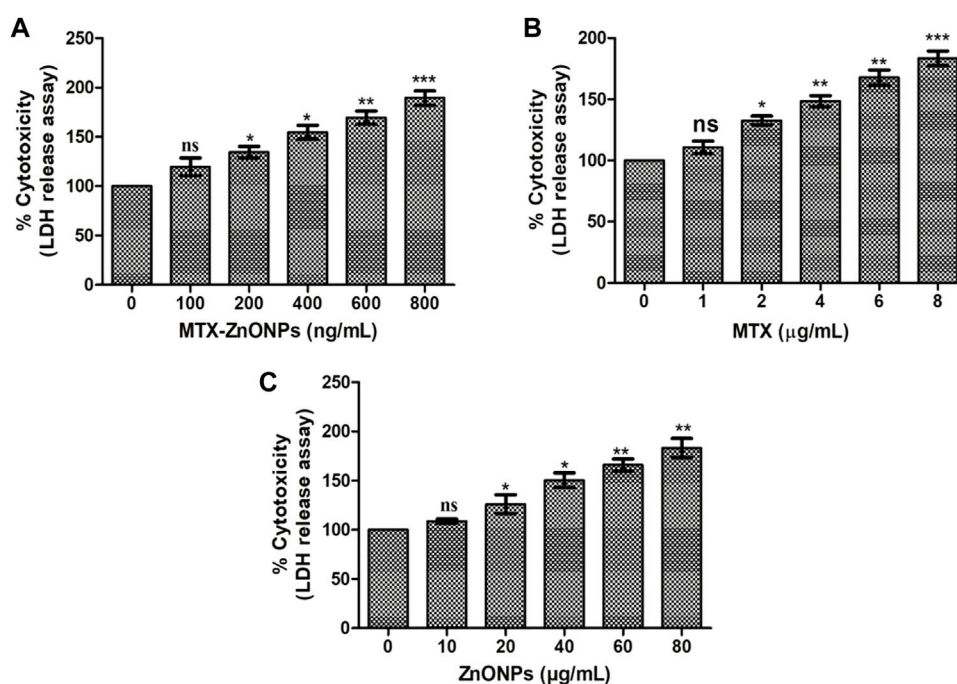 A
% Cytotoxicity
(LDH release assay)
250
200
150
100
50
0
ns
*
*
**
***
0 100 200 400 600 800
MTX-ZnONPs (ng/mL)
B
% Cytotoxicity
(LDH release assay)
200
150
100
50
0
ns
*
**
**
***
0 1 2 4 6 8
MTX (μg/mL)
C
% Cytotoxicity
(LDH release assay)
250
200
150
100
50
0
ns
*
*
**
**
0 10 20 40 60 80
ZnONPs (μg/mL)